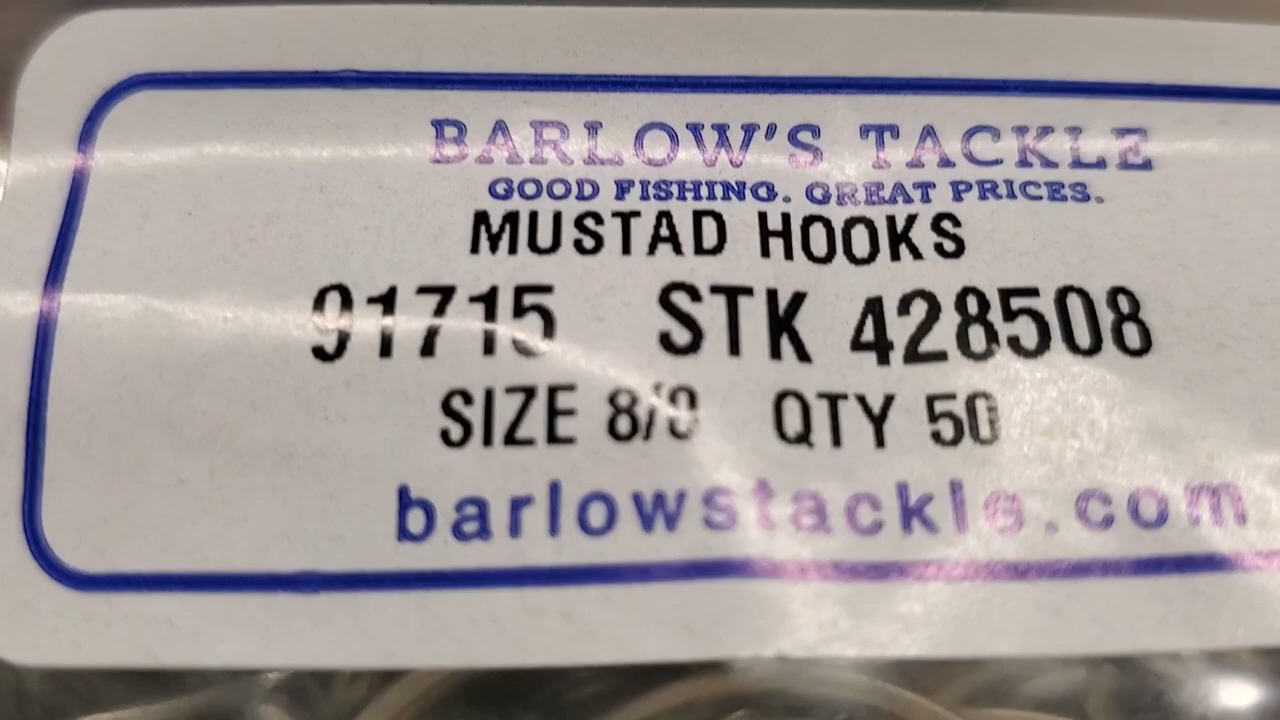 BARLOW'S TACKLE
GOOD FISHING. GREAT PRICES.
MUSTAD HOOKS
91715 STK 428508
SIZE 8/0 QTY 50
barlowstackle.com